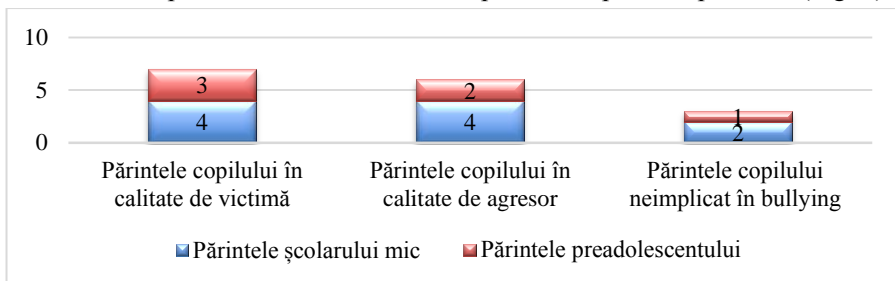 10
5
0
3
4
2
4
1
2
Părintele copilului în calitate de victimă
Părintele copilului în calitate de agresor
Părintele copilului neimplicat în bullying
Părintele școlarului mic
Părintele preadolescentului